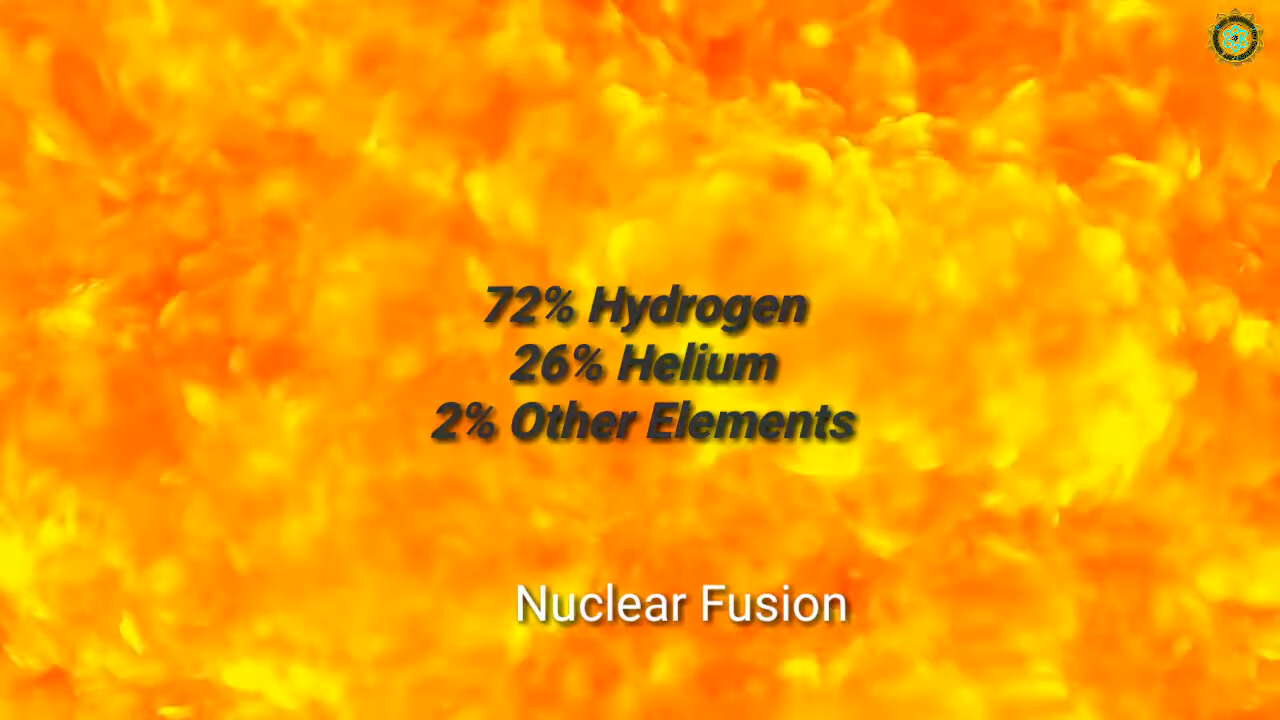 72% Hydrogen
26% Helium
2% Other Elements
Nuclear Fusion